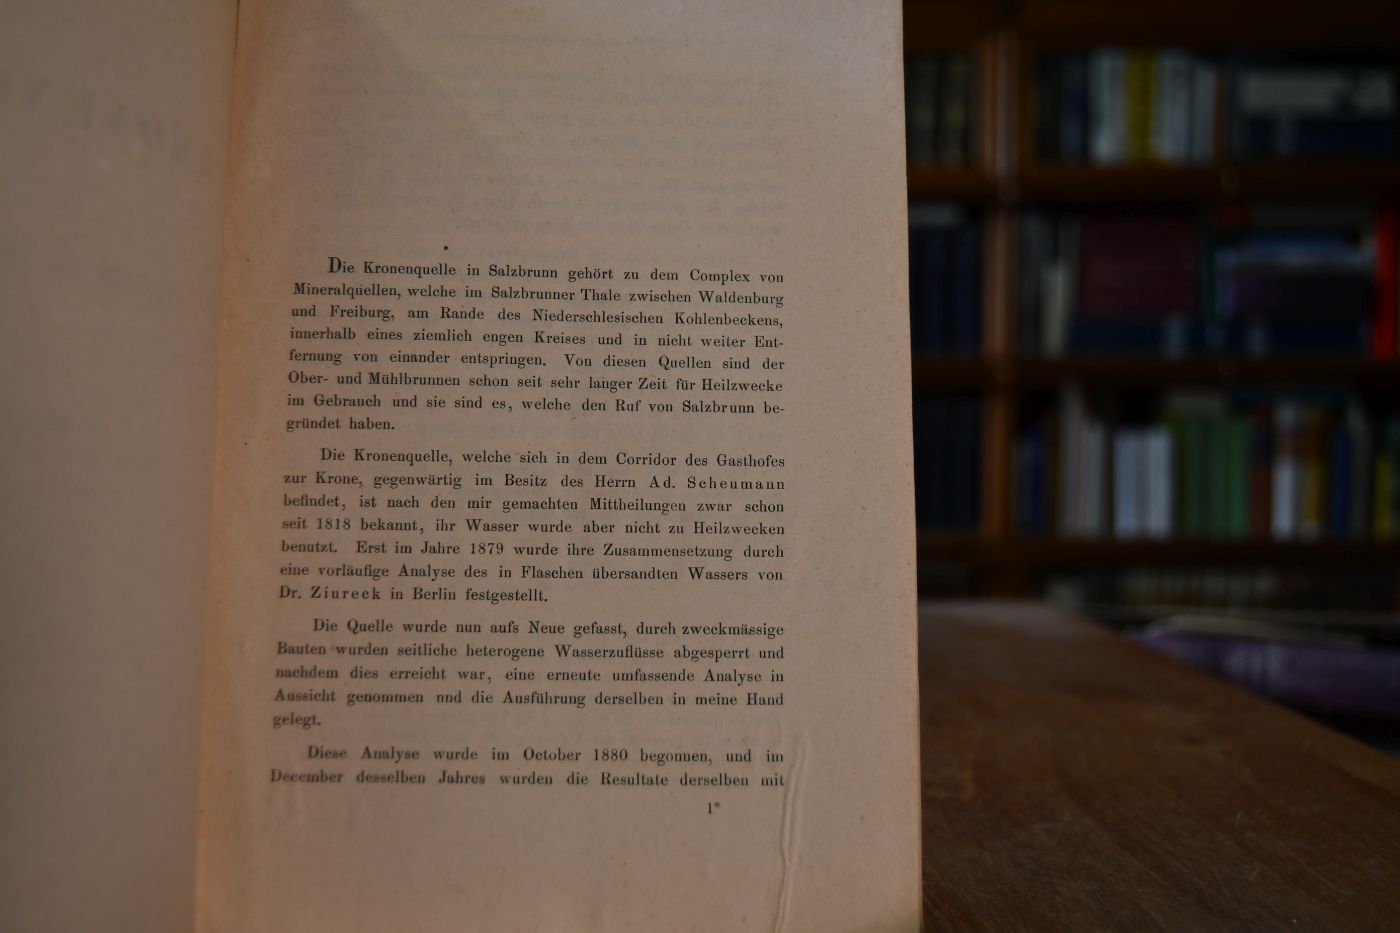 Die Kronenquelle in Salzbrunn gehört zu dem Complex von
Mineralquellen, welche im Salzbrunner Thale zwischen Waldenburg
und Freiburg, am Rande des Niederschlesischen Kohlenbeckens,
innerhalb eines ziemlich engen Kreises und in nicht weiter Ent-
fernung von einander entspringen. Von diesen Quellen sind der
Ober- und Mühlbrunnen schon seit sehr langer Zeit für Heilzwecke
im Gebrauch und sie sind es, welche den Ruf von Salzbrunn be-
gründet haben.
Die Kronenquelle, welche sich in dem Corridor des Gasthofes
zur Krone, gegenwärtig im Besitz des Herrn Ad. Scheumann
befindet, ist nach den mir gemachten Mittheilungen zwar schon
seit 1818 bekannt, ihr Wasser wurde aber nicht zu Heilzwecken
benutzt. Erst im Jahre 1879 wurde ihre Zusammensetzung durch
eine vorläufige Analyse des in Flaschen übersandten Wassers von
Dr. Ziureck in Berlin festgestellt.
Die Quelle wurde nun aufs Neue gefasst, durch zweckmässige
Bauten wurden seitliche heterogene Wasserzuflüsse abgesperrt und
nachdem dies erreicht war, eine erneute umfassende Analyse in
Aussicht genommen nnd die Ausführung derselben in meine Hand
gelegt.
Diese Analyse wurde im October 1880 begonnen, und im
December desselben Jahres wurden die Resultate derselben mit
1*